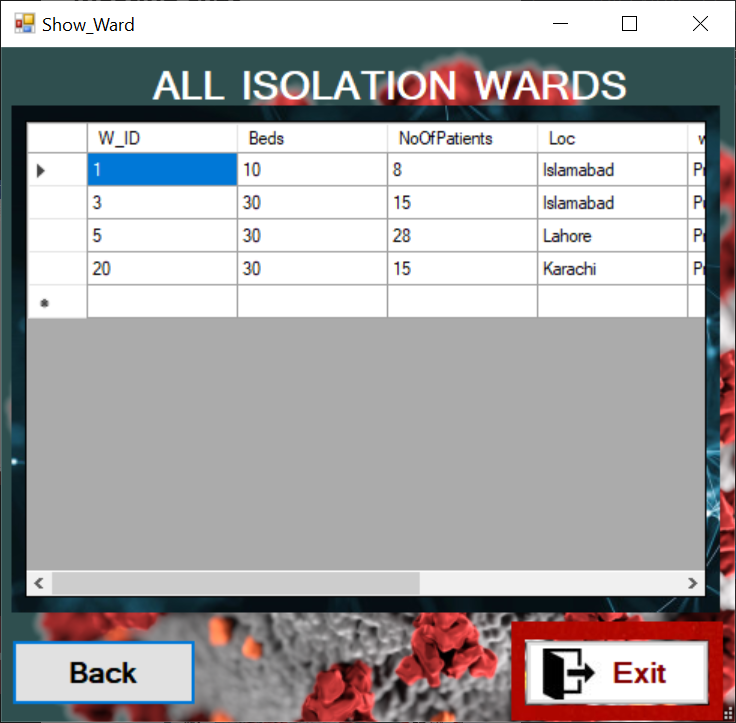 Show_Ward
ALL ISOLATION WARDS
W_ID Beds NoOfPatients Loc
1 10 8 Islamabad
3 30 15 Islamabad
5 30 28 Lahore
20 30 15 Karachi
Back Exit